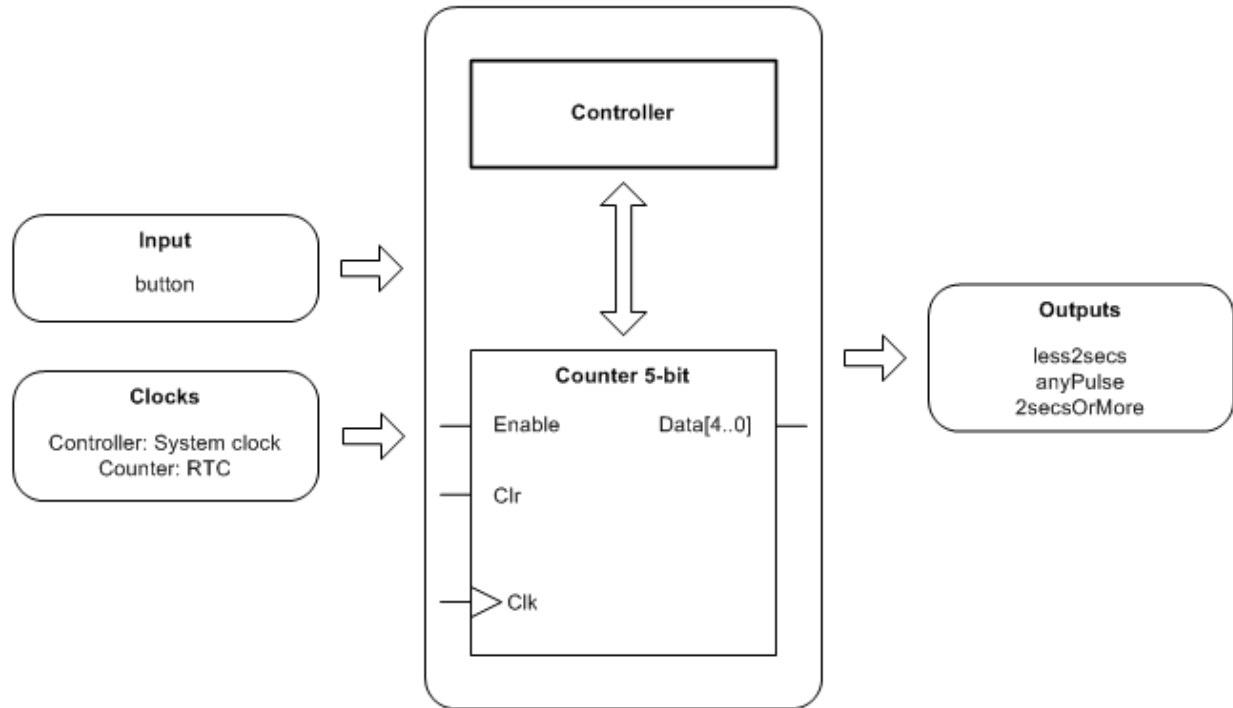 Controller
Input
button
Clocks
Controller: System clock
Counter: RTC
Counter 5-bit
Enable Data[4..0]
Clr
Clk
Outputs
less2secs
anyPulse
2secsOrMore